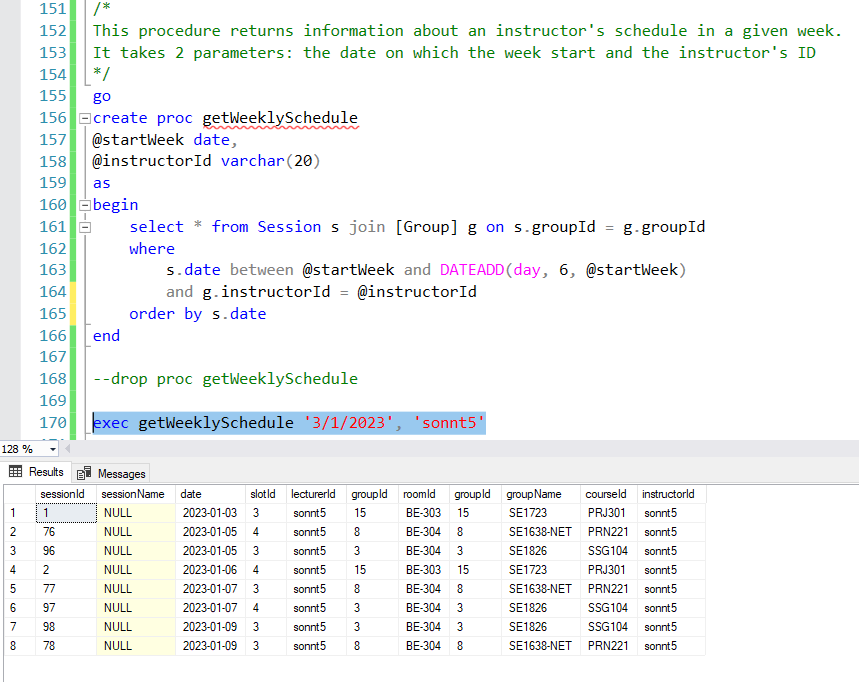 151 /*
152 This procedure returns information about an instructor's schedule in a given week.
153 It takes 2 parameters: the date on which the week start and the instructor's ID
154 */
155 go
156 create proc getWeeklySchedule
157 @startWeek date,
158 @instructorId varchar(20)
159 as
160 begin
161 select * from Session s join [Group] g on s.groupId = g.groupId
162 where
163 s.date between @startWeek and DATEADD(day, 6, @startWeek)
164 and g.instructorId = @instructorId
165 order by s.date
166 end
167
168 --drop proc getWeeklySchedule
169
170 exec getWeeklySchedule '3/1/2023', 'sonnt5'
128 %
Results Messages
sessionId sessionName date slotId lecturerId groupId roomId groupId groupName courseId instructorId
1 1 NULL 2023-01-03 3 sonnt5 15 BE-303 15 SE1723 PRJ301 sonnt5
2 76 NULL 2023-01-05 4 sonnt5 8 BE-304 8 SE1638-NET PRN221 sonnt5
3 96 NULL 2023-01-05 3 sonnt5 3 BE-304 3 SE1826 SSG104 sonnt5
4 2 NULL 2023-01-06 4 sonnt5 15 BE-303 15 SE1723 PRJ301 sonnt5
5 77 NULL 2023-01-07 3 sonnt5 8 BE-304 8 SE1638-NET PRN221 sonnt5
6 97 NULL 2023-01-07 4 sonnt5 3 BE-304 3 SE1826 SSG104 sonnt5
7 98 NULL 2023-01-09 3 sonnt5 3 BE-304 3 SE1826 SSG104 sonnt5
8 78 NULL 2023-01-09 3 sonnt5 8 BE-304 8 SE1638-NET PRN221 sonnt5